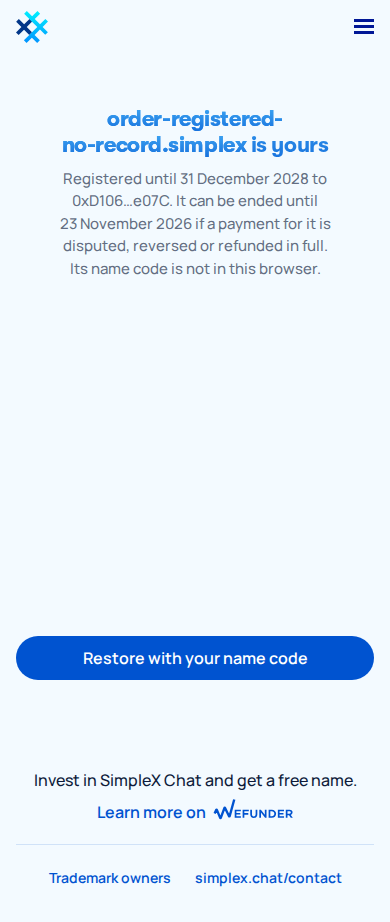 order-registered-
no-record.simplex is yours
Registered until 31 December 2028 to
0xD106…e07C. It can be ended until
23 November 2026 if a payment for it is
disputed, reversed or refunded in full.
Its name code is not in this browser.
Restore with your name code
Invest in SimpleX Chat and get a free name.
Learn more on WEFUNDER
Trademark owners simplex.chat/contact